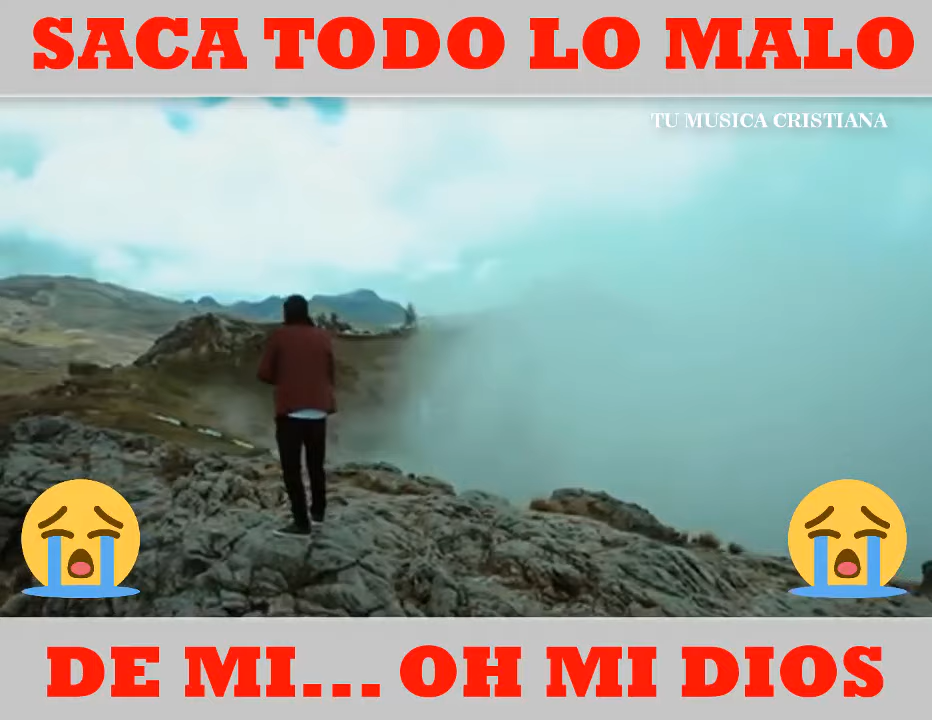 SACA TODO LO MALO
TU MUSICA CRISTIANA
DE MI... OH MI DIOS